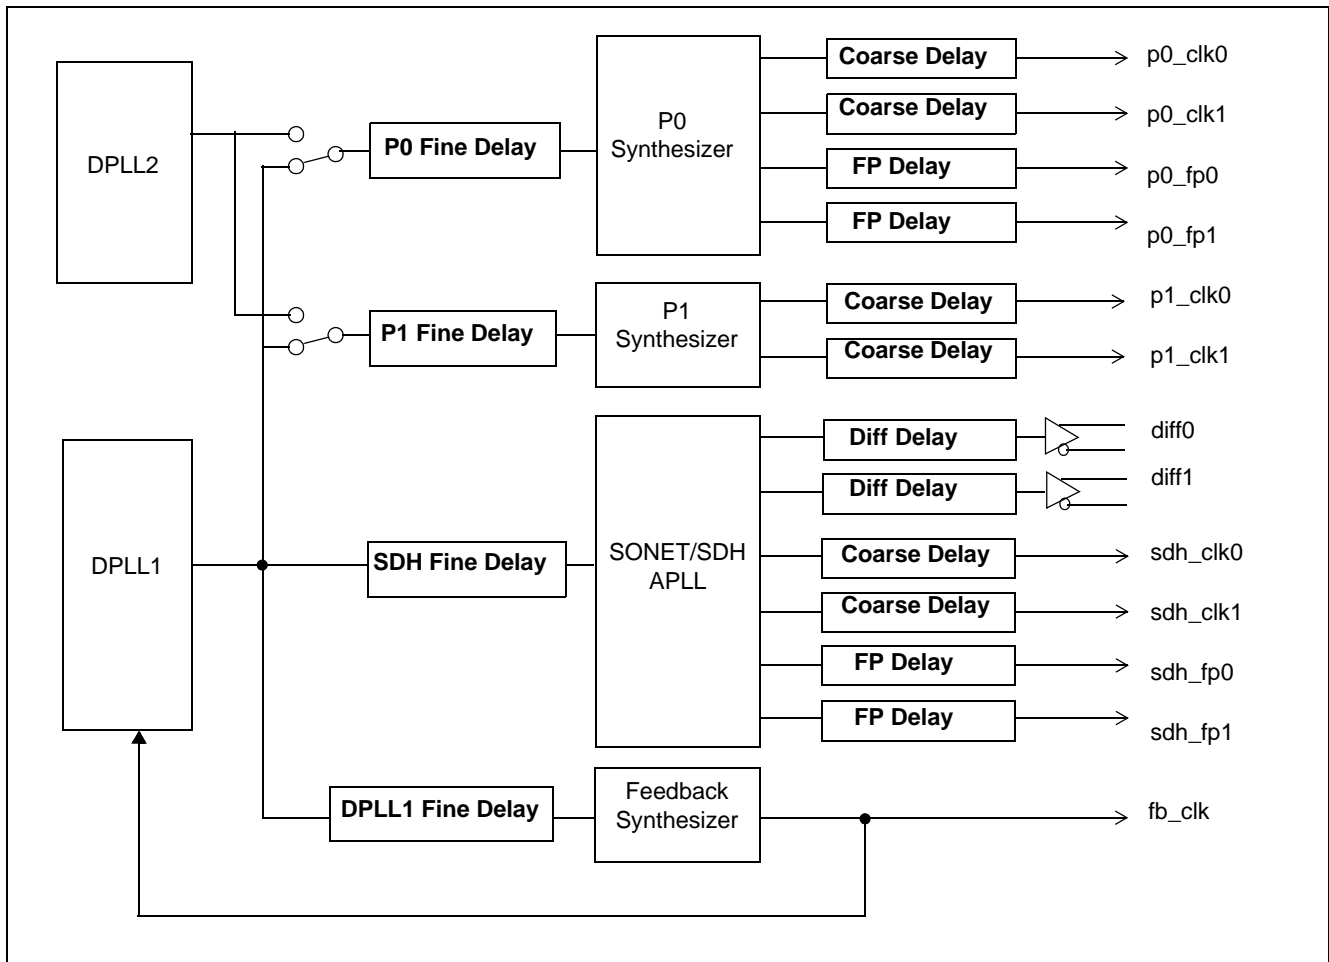 DPLL2
P0 Fine Delay
P0
Synthesizer
Coarse Delay
p0_clk0
Coarse Delay
p0_clk1
FP Delay
p0_fp0
FP Delay
p0_fp1
P1 Fine Delay
P1
Synthesizer
Coarse Delay
p1_clk0
Coarse Delay
p1_clk1
DPLL1
SDH Fine Delay
SONET/SDH
APLL
Diff Delay
diff0
Diff Delay
diff1
Coarse Delay
sdh_clk0
Coarse Delay
sdh_clk1
FP Delay
sdh_fp0
FP Delay
sdh_fp1
DPLL1 Fine Delay
Feedback
Synthesizer
fb_clk